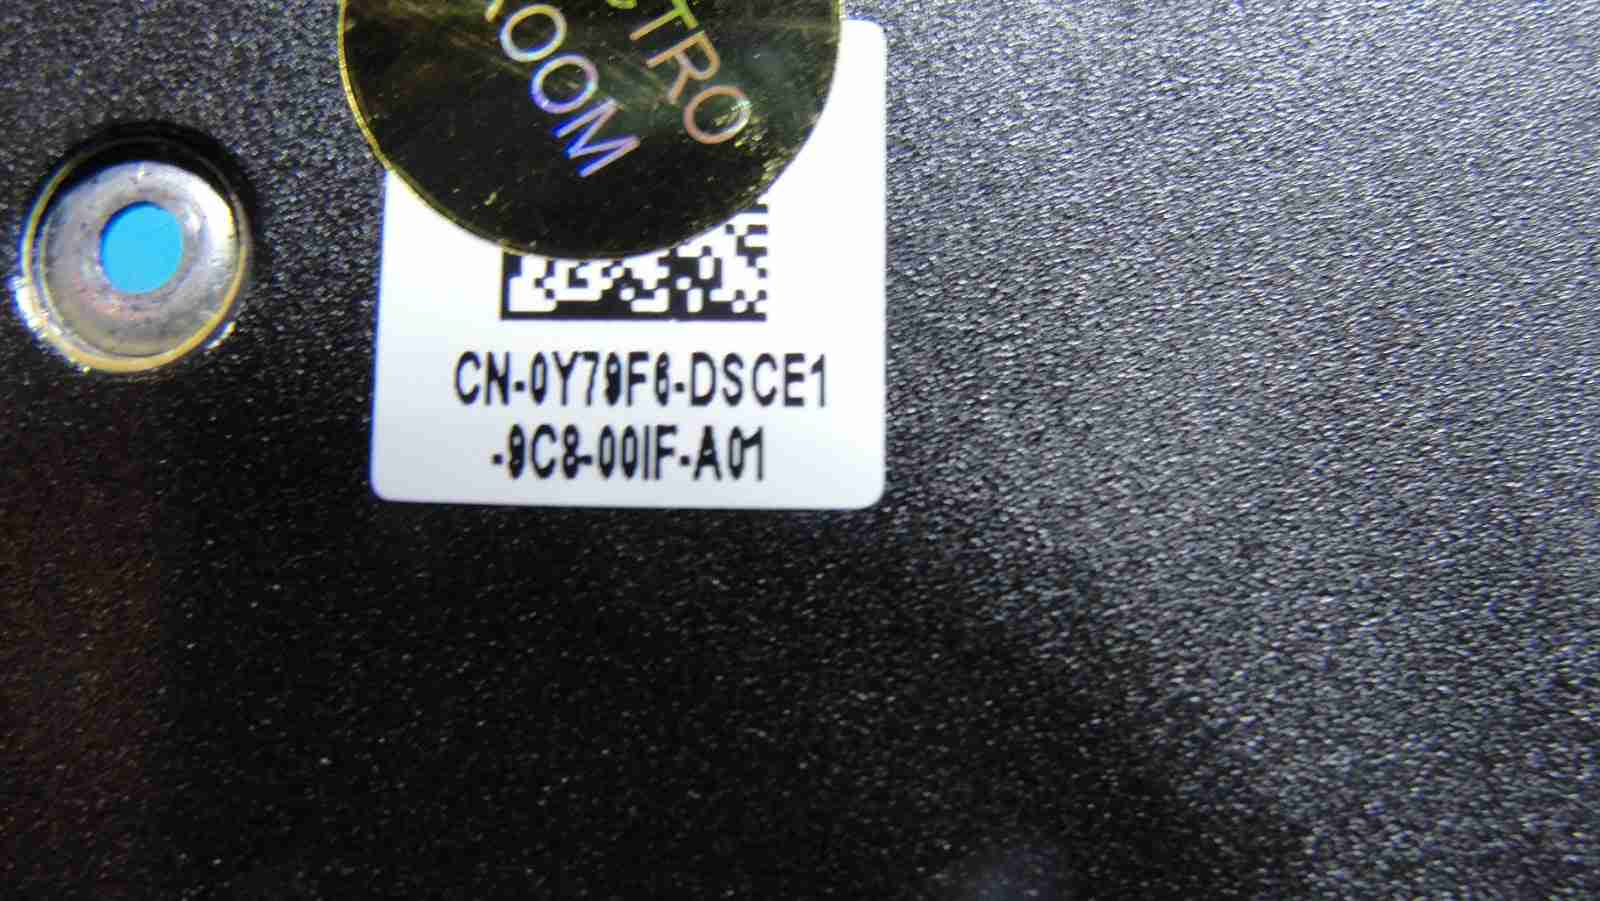 TRO
OOM
CN-0Y79F6-DSCE1
-9C8-00IF-A01